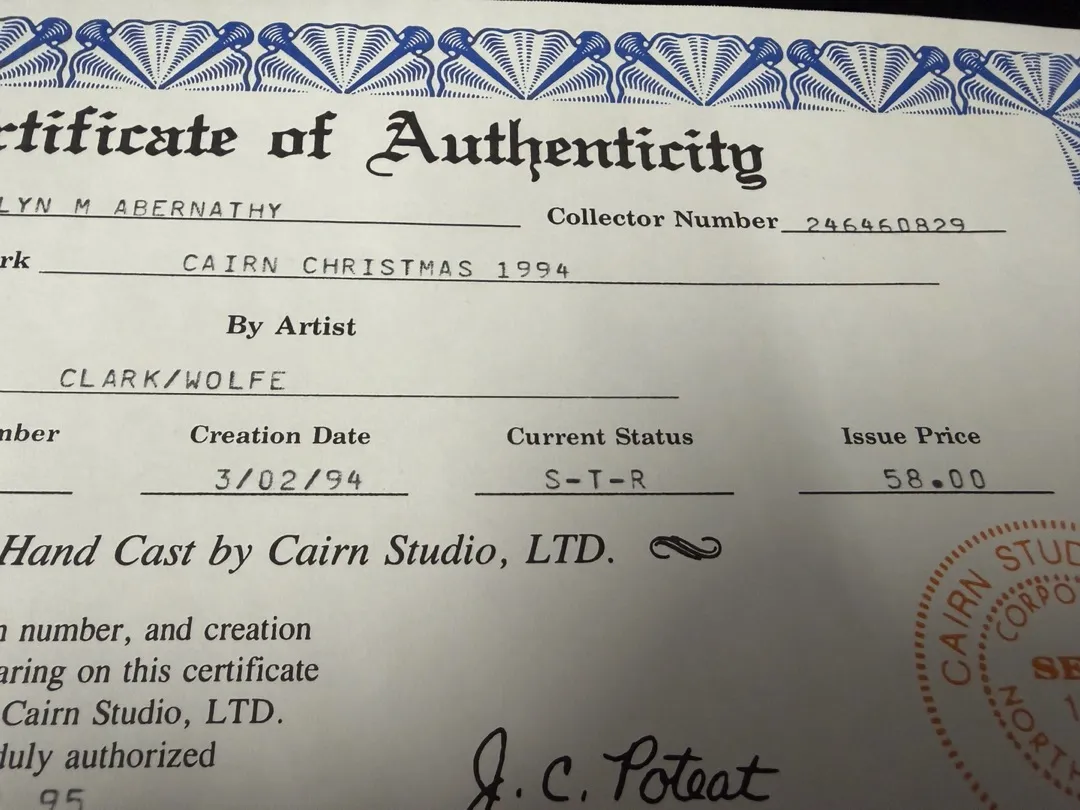 rtificate of Authenticity
LYN M ABERNATHY Collector Number 246460829
rk CAIRN CHRISTMAS 1994
By Artist
CLARK/WOLFE
mber Creation Date Current Status Issue Price
3/02/94 S-T-R 58.00
Hand Cast by Cairn Studio, LTD.
n number, and creation
aring on this certificate
Cairn Studio, LTD.
duly authorized
95
J. C. Poteat
CAIRN STUD
CORPO
SE
1
NORTH